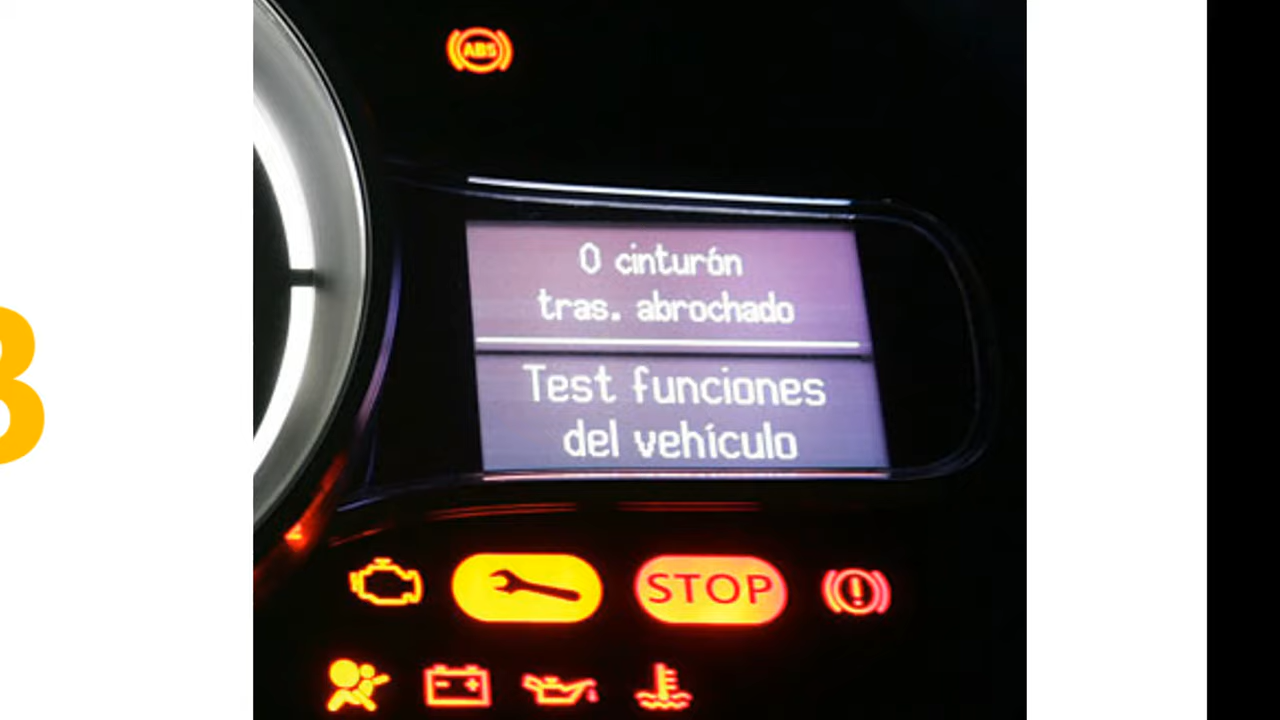 ABS
0 cinturón
tras. abrochado
Test funciones
del vehículo
STOP